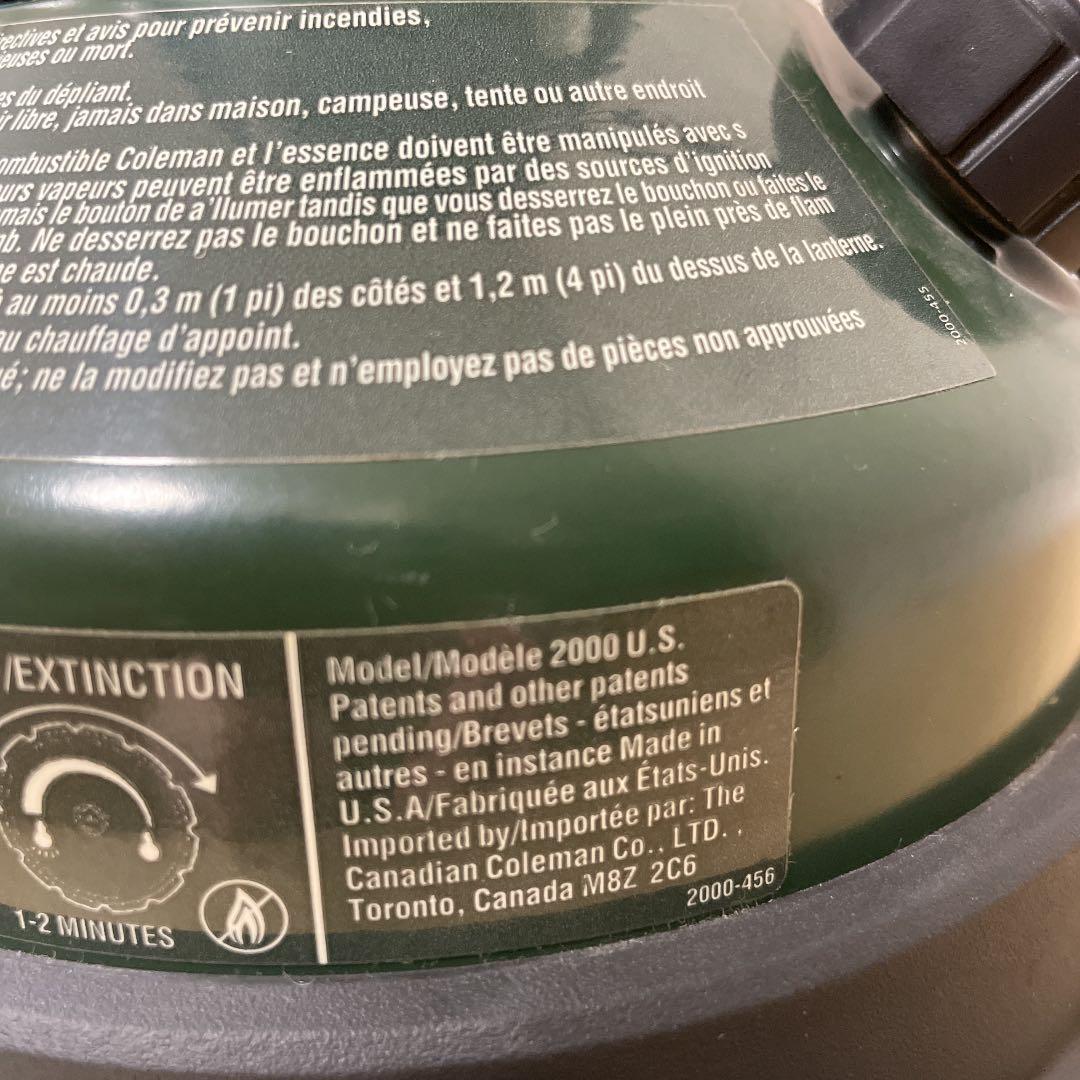 ectives et avis pour prévenir incendies,
euses ou mort.
es du dépliant.
ir libre, jamais dans maison, campeuse, tente ou autre endroit
ombustible Coleman et l'essence doivent être manipulés avec s
urs vapeurs peuvent être enflammées par des sources d'ignition
mais le bouton de a'llumer tandis que vous desserrez le bouchon ou faites le
b. Ne desserrez pas le bouchon et ne faites pas le plein près de flam
e est chaude.
au moins 0,3 m (1 pi) des côtés et 1,2 m (4 pi) du dessus de la lanterne.
au chauffage d'appoint.
é; ne la modifiez pas et n'employez pas de pièces non approuvées
2000-455
/EXTINCTION
1-2 MINUTES
Model/Modèle 2000 U.S.
Patents and other patents
pending/Brevets - étatsuniens et
autres - en instance Made in
U.S.A/Fabriquée aux États-Unis.
Imported by/Importée par: The
Canadian Coleman Co., LTD. .
Toronto, Canada M8Z 2C6
2000-456